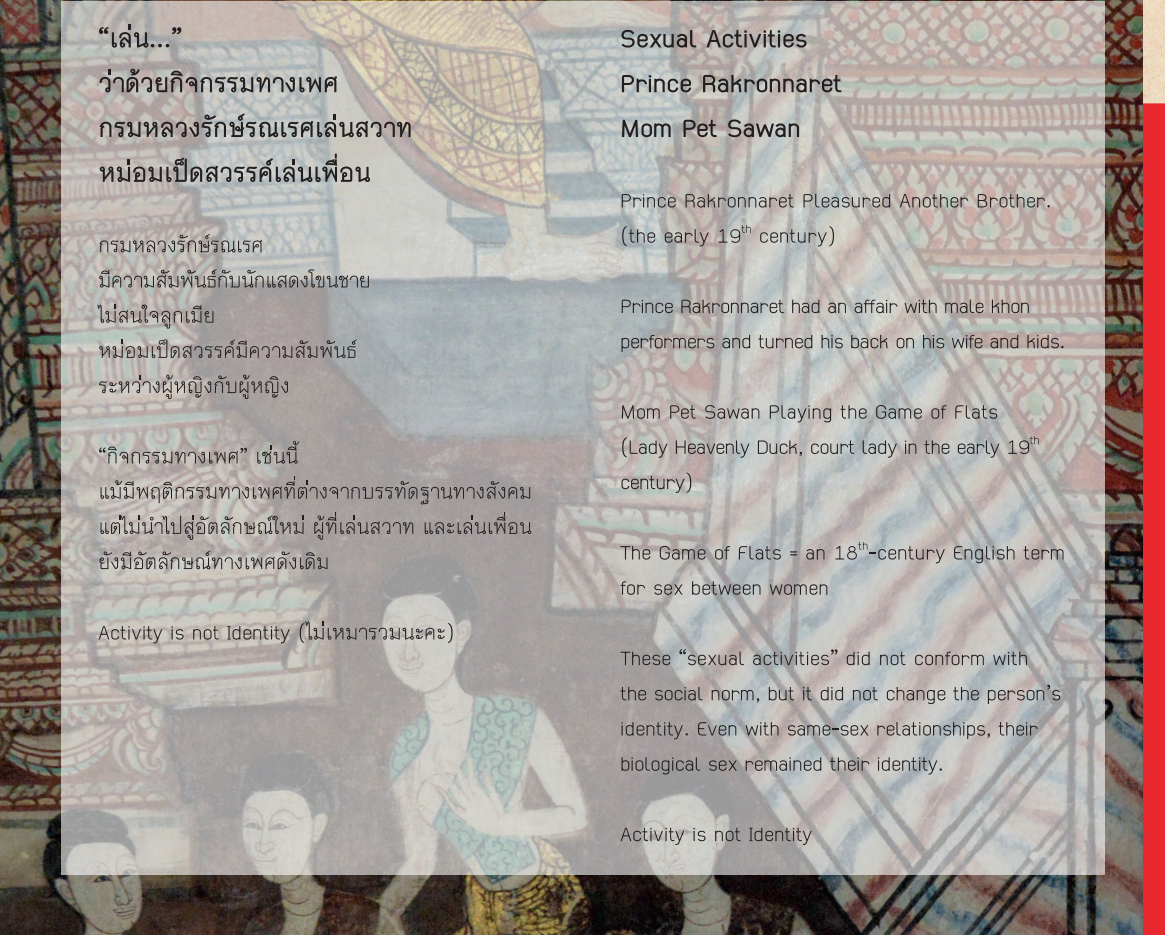 “เล่น...”
ว่าด้วยกิจกรรมทางเพศ
กรมหลวงรักษ์รณเรศเล่นสวาท
หม่อมเป็ดสวรรค์เล่นเพื่อน
กรมหลวงรักษ์รณเรศ
มีความสัมพันธ์กับนักแสดงโขนชาย
ไม่สนใจลูกเมีย
หม่อมเป็ดสวรรค์มีความสัมพันธ์
ระหว่างผู้หญิงกับผู้หญิง
“กิจกรรมทางเพศ” เช่นนี้
แม้มีพฤติกรรมทางเพศที่ต่างจากบรรทัดฐานทางสังคม
แต่ไม่นำไปสู่อัตลักษณ์ใหม่ ผู้ที่เล่นสวาท และเล่นเพื่อน
ยังมีอัตลักษณ์ทางเพศดังเดิม
Activity is not Identity (ไม่เหมารวมนะคะ)
Sexual Activities
Prince Rakronnaret
Mom Pet Sawan
Prince Rakronnaret Pleasured Another Brother.
(the early 19th century)
Prince Rakronnaret had an affair with male khon
performers and turned his back on his wife and kids.
Mom Pet Sawan Playing the Game of Flats
(Lady Heavenly Duck, court lady in the early 19th
century)
The Game of Flats = an 18th-century English term
for sex between women
These “sexual activities” did not conform with
the social norm, but it did not change the person’s
identity. Even with same-sex relationships, their
biological sex remained their identity.
Activity is not Identity